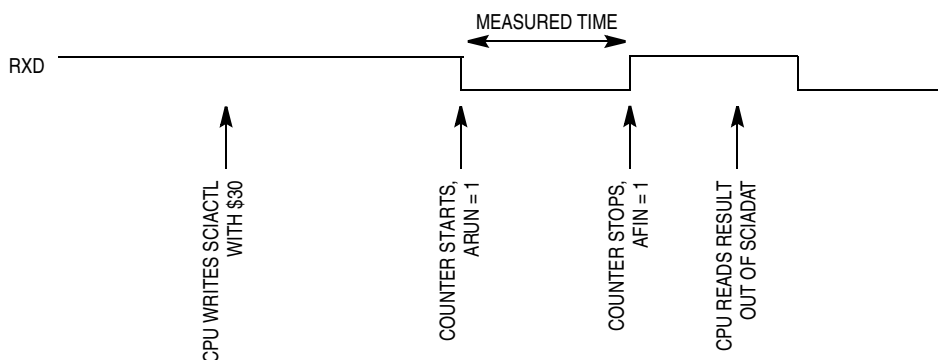 MEASURED TIME
RXD
CPU WRITES SCIACTL
WITH $30
COUNTER STARTS,
ARUN = 1
COUNTER STOPS,
AFIN = 1
CPU READS RESULT
OUT OF SCIADAT